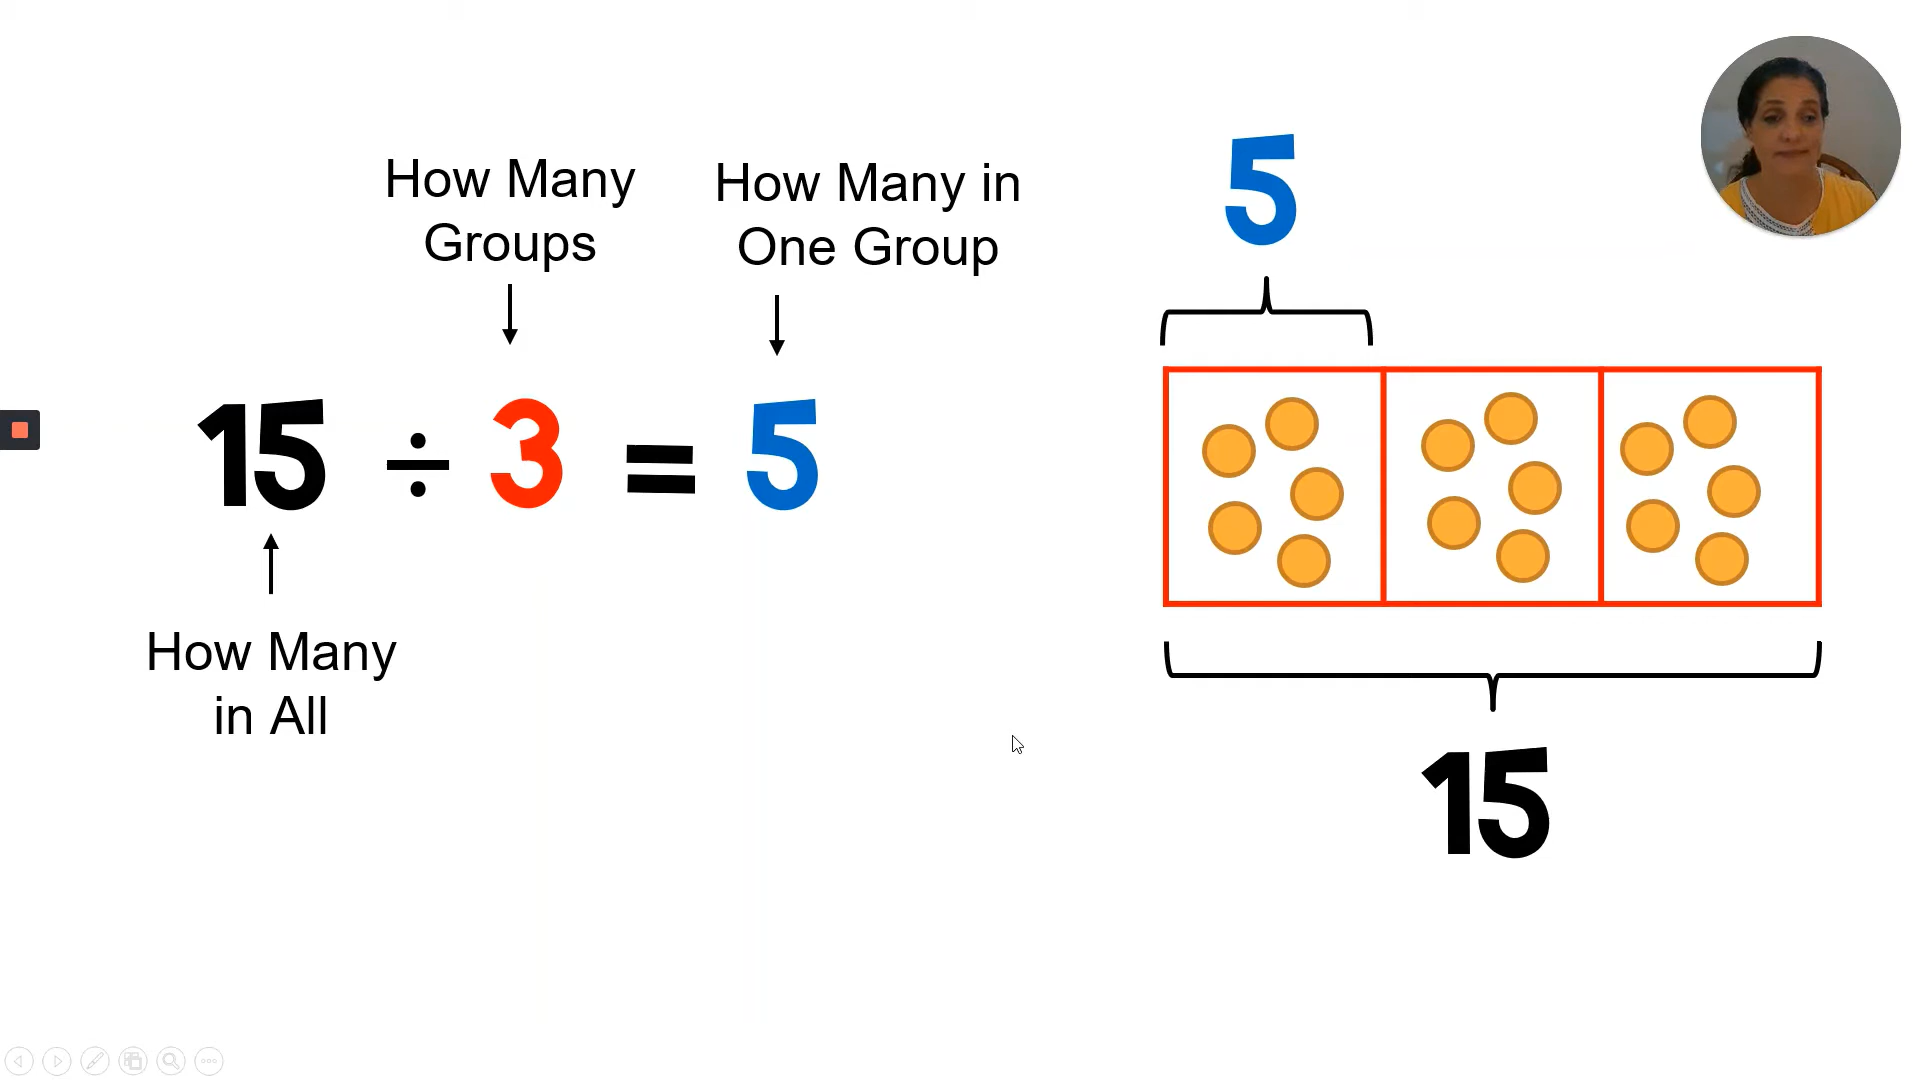 How Many
Groups
How Many in
One Group
15 ÷ 3 = 5
How Many
in All
5
15